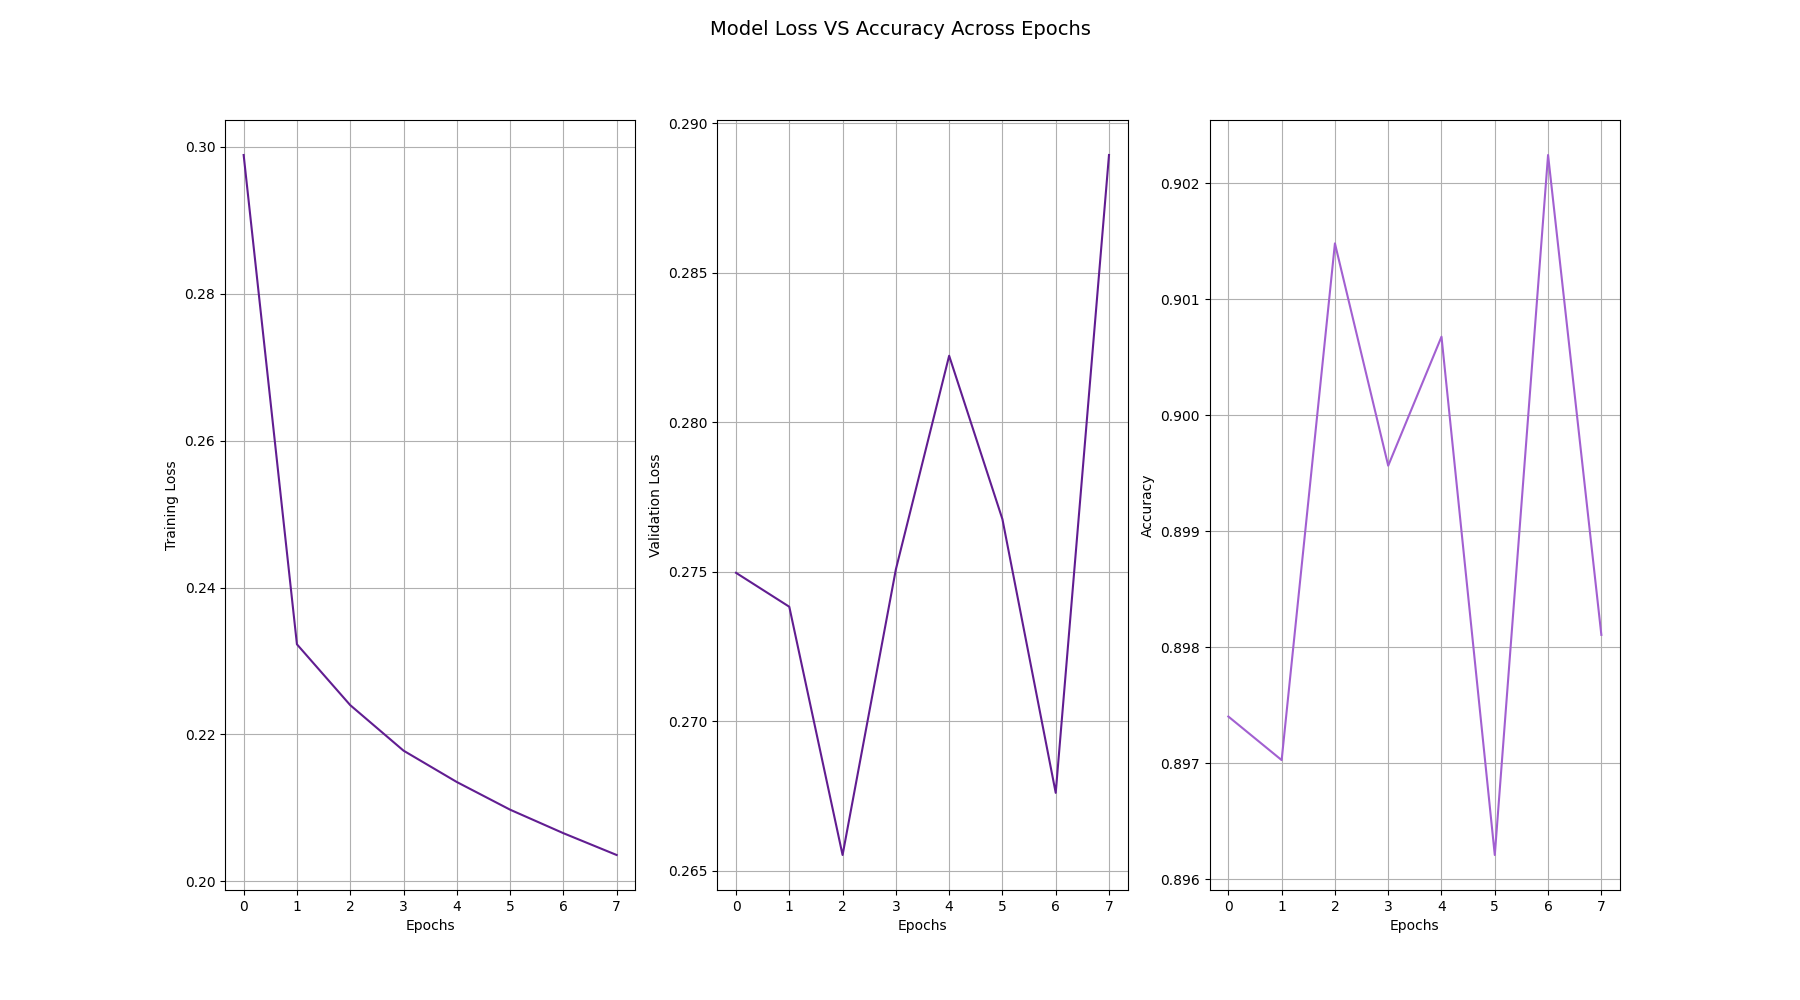 Model Loss VS Accuracy Across Epochs
Training Loss
0.30
0.28
0.26
0.24
0.22
0.20
0 1 2 3 4 5 6 7
Epochs
Validation Loss
0.290
0.285
0.280
0.275
0.270
0.265
0 1 2 3 4 5 6 7
Epochs
Accuracy
0.902
0.901
0.900
0.899
0.898
0.897
0.896
0 1 2 3 4 5 6 7
Epochs